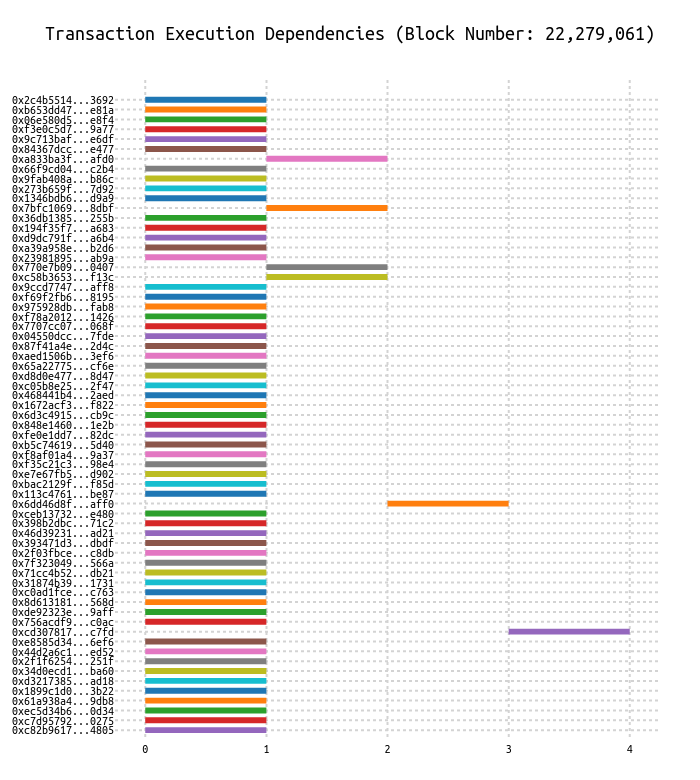 Transaction Execution Dependencies (Block Number: 22,279,061)
0x2c4b5514...3692
0xb653dd47...e81a
0x06e580d5...e8f4
0xf3e0c5d7...9a77
0x9c713baf...e6df
0x84367dcc...e477
0xa833ba3f...afd0
0x66f9cd04...c2b4
0x9fab408a...b86c
0x273b659f...7d92
0x1346bdb6...d9a9
0x7bfc1069...8dbf
0x36db1385...255b
0x194f35f7...a683
0xd9dc791f...a6b4
0xa39a958e...b2d6
0x23981895...ab9a
0x770e7b09...0407
0xc58b3653...f13c
0x9ccd7747...aff8
0xf69f2fb6...8195
0x975928db...fab8
0xf78a2012...1426
0x7707cc07...068f
0x04550dcc...7fde
0x87f41a4e...2d4c
0xaed1506b...3ef6
0x65a22775...cf6e
0xd8d0e477...8d47
0xc05b8e25...2f47
0x468441b4...2aed
0x1672acf3...f822
0x6d3c4915...cb9c
0x848e1460...1e2b
0xfe0e1dd7...82dc
0xb5c74619...5d40
0xf8af01a4...9a37
0xf35c21c3...98e4
0xe7e67fb5...d902
0xbac2129f...f85d
0x113c4761...be87
0x6dd46d8f...aff0
0xceb13732...e480
0x398b2dbc...71c2
0x46d39231...ad21
0x393471d3...dbdf
0x2f03fbce...c8db
0x7f323049...566a
0x71cc4b52...db21
0x31874b39...1731
0xc0ad1fce...c763
0x8d613181...568d
0xde92323e...9aff
0x756acdf9...c0ac
0xcd307817...c7fd
0xe8585d34...6ef6
0x44d2a6c1...ed52
0x2f1f6254...251f
0x34d0ecd1...ba60
0xd3217385...ad18
0x1899c1d0...3b22
0x61a938a4...9db8
0xec5d34b6...0d34
0xc7d95792...0275
0xc82b9617...4805
0 1 2 3 4